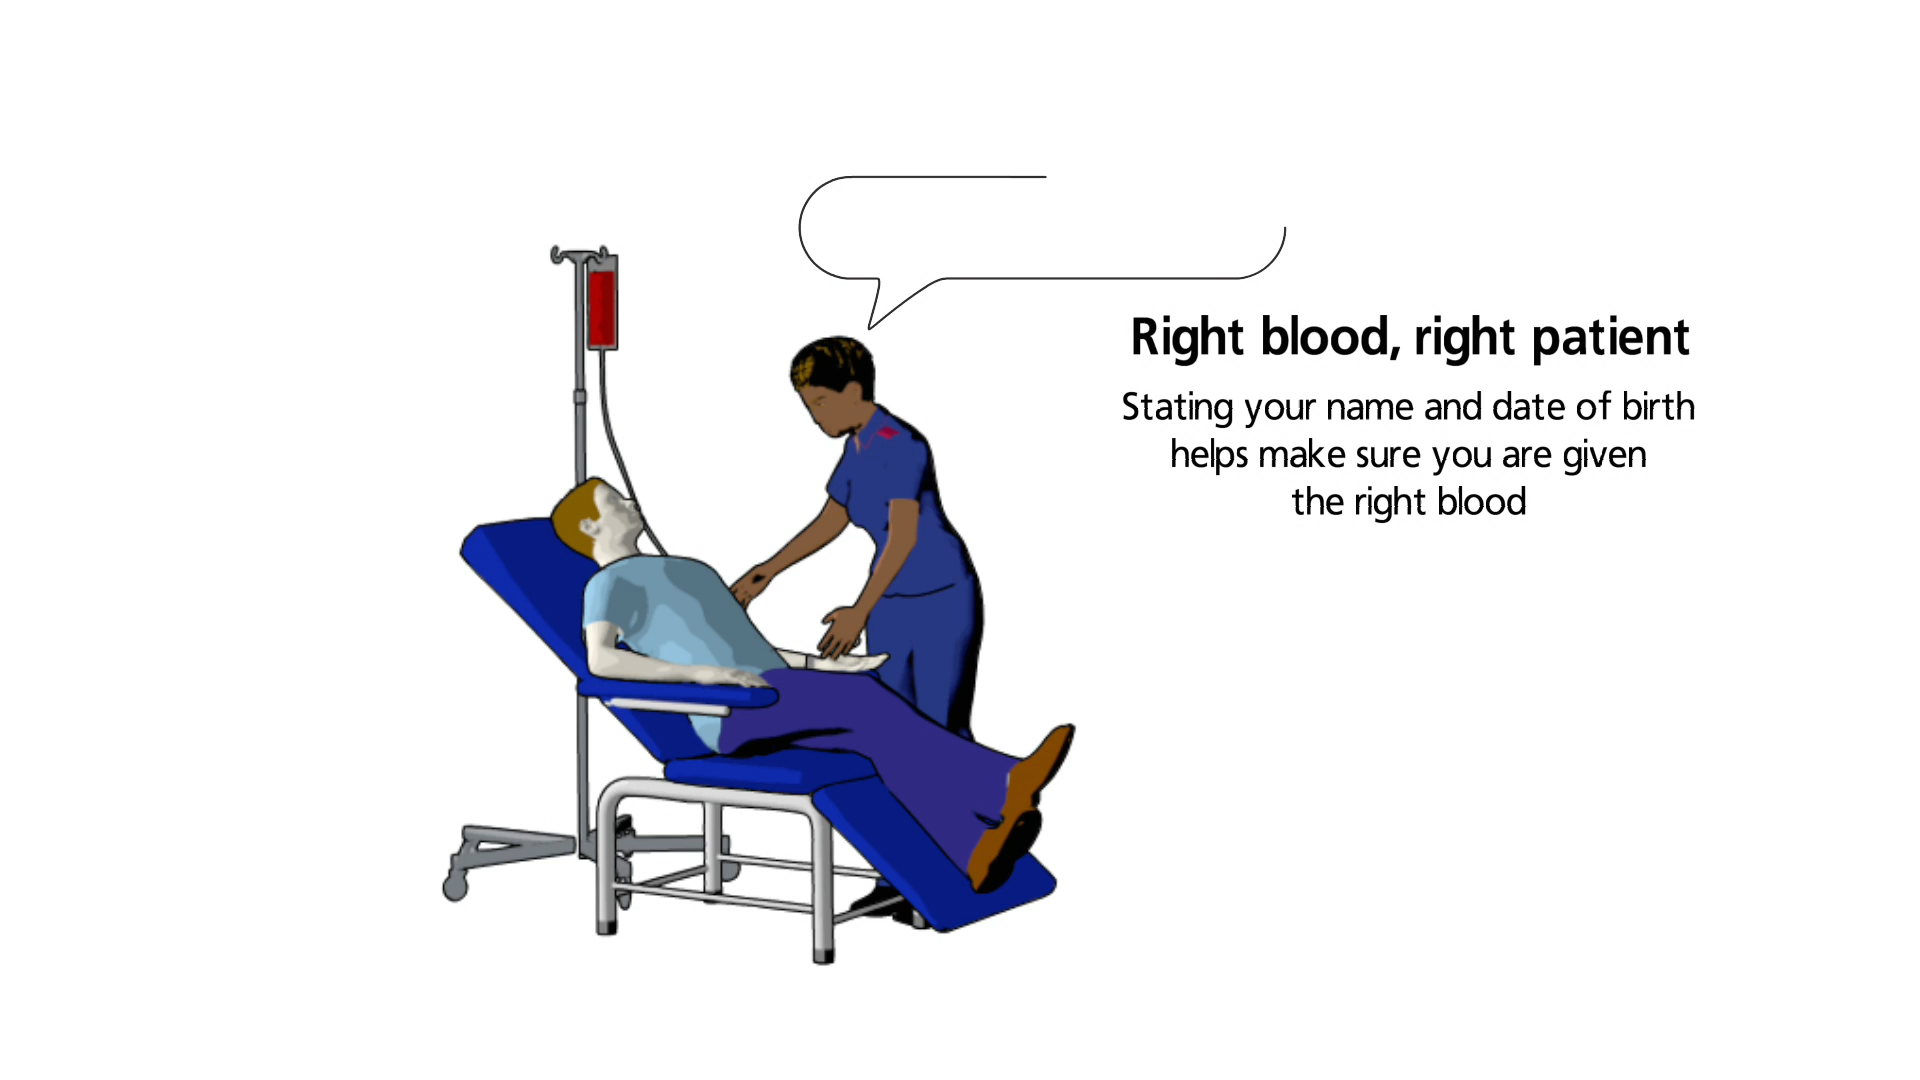 Right blood, right patient
Stating your name and date of birth
helps make sure you are given
the right blood